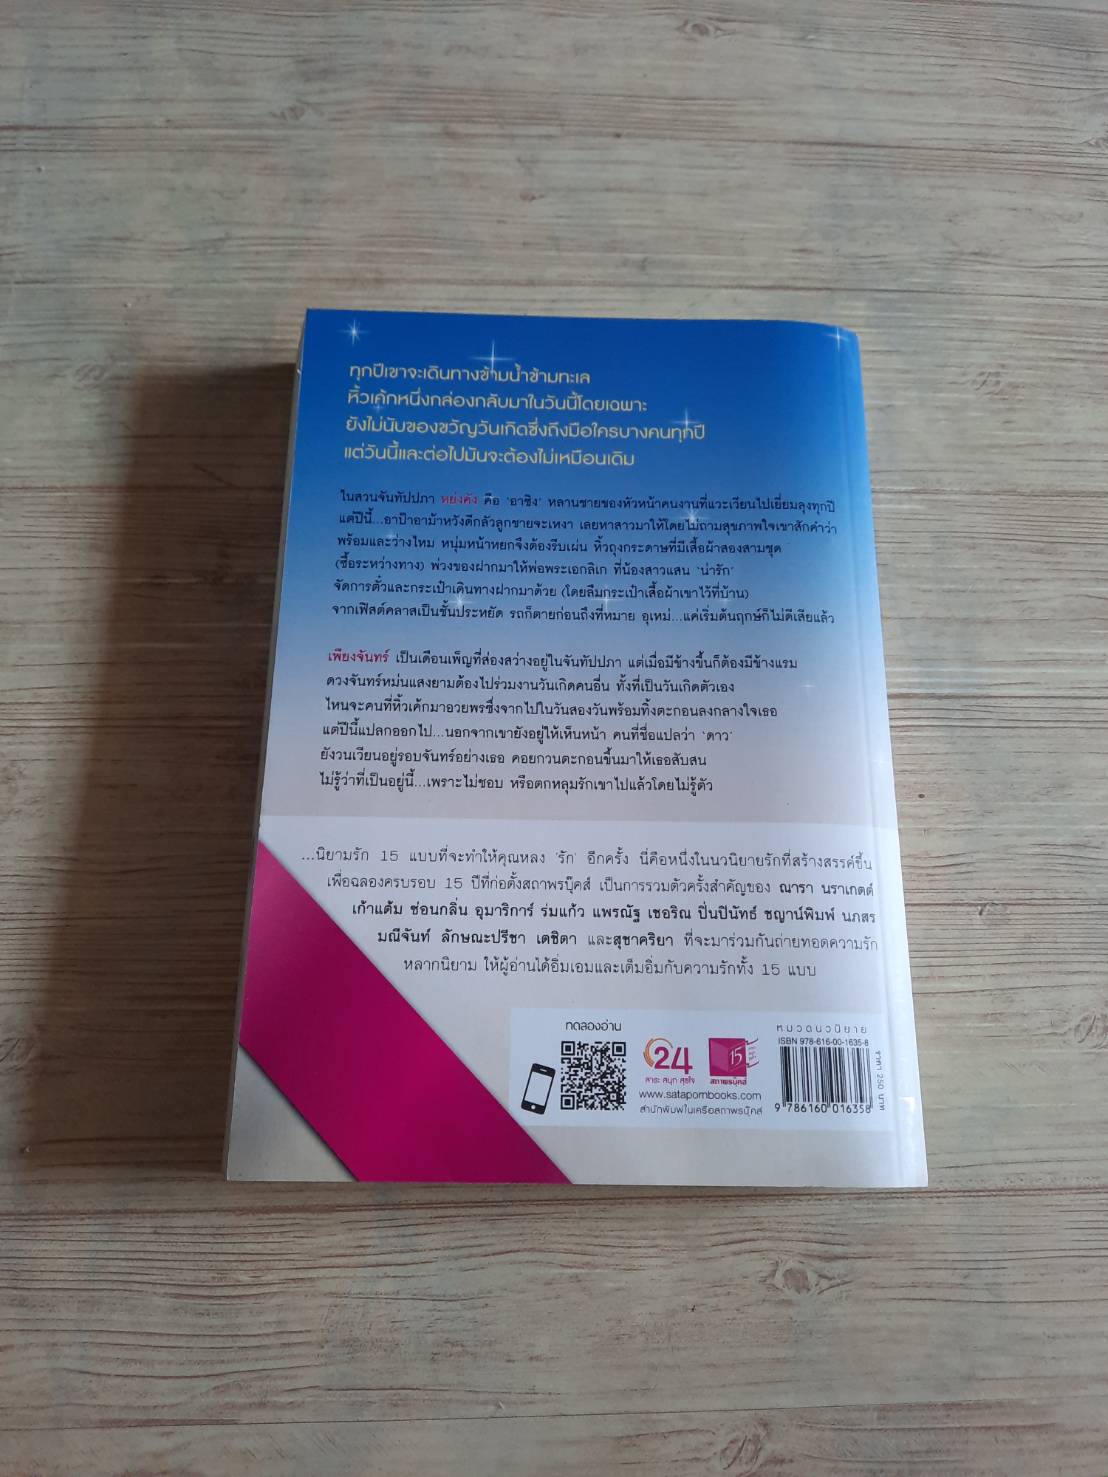 ทุกปีเขาจะเดินทางข้ามน้ำข้ามทะเล
หิ้วเค้กหนึ่งกล่องกลับมาในวันนี้โดยเฉพาะ
ยังไม่นับของขวัญวันเกิดซึ่งถึงมือใครบางคนทุกปี
แต่วันนี้และต่อไปมันจะต้องไม่เหมือนเดิม
ในสวนจันทัปปภา หย่งคัง คือ 'อาชิง' หลานชายของหัวหน้าคนงานที่แวะเวียนไปเยี่ยมลุงทุกปี
แต่ปีนี้...อาป๊าอาม้าหวังดีกลัวลูกชายจะเหงา เลยหาสาวมาให้โดยไม่ถามสุขภาพใจเขาสักคำว่า
พร้อมและว่างไหม หนุ่มหน้าหยกจึงต้องรีบเผ่น หิ้วถุงกระดาษที่มีเสื้อผ้าสองสามชุด
(ซื้อระหว่างทาง) พ่วงของฝากมาให้พ่อพระเอกลิเก ที่น้องสาวแสน 'น่ารัก'
จัดการตั๋วและกระเป๋าเดินทางฝากมาด้วย (โดยลืมกระเป๋าเสื้อผ้าเขาไว้ที่บ้าน)
จากเฟิสต์คลาสเป็นชั้นประหยัด รถก็ตายก่อนถึงที่หมาย อุเหม่...แค่เริ่มต้นฤกษ์ก็ไม่ดีเสียแล้ว
เพียงจันทร์ เป็นเดือนเพ็ญที่ส่องสว่างอยู่ในจันทัปปภา แต่เมื่อมีข้างขึ้นก็ต้องมีข้างแรม
ดวงจันทร์หม่นแสงยามต้องไปร่วมงานวันเกิดคนอื่น ทั้งที่เป็นวันเกิดตัวเอง
ไหนจะคนที่หิ้วเค้กมาอวยพรซึ่งจากไปในวันสองวันพร้อมทิ้งตะกอนลงกลางใจเธอ
แต่ปีนี้แปลกออกไป...นอกจากเขายังอยู่ให้เห็นหน้า คนที่ชื่อแปลว่า 'ดาว'
ยังวนเวียนอยู่รอบจันทร์อย่างเธอ คอยกวนตะกอนขึ้นมาให้เธอสับสน
ไม่รู้ว่าที่เป็นอยู่นี้...เพราะไม่ชอบ หรือตกหลุมรักเขาไปแล้วโดยไม่รู้ตัว
...นิยามรัก 15 แบบที่จะทำให้คุณหลง 'รัก' อีกครั้ง นี่คือหนึ่งในนวนิยายรักที่สร้างสรรค์ขึ้น
เพื่อฉลองครบรอบ 15 ปีที่ก่อตั้งสถาพรบุ๊คส์ เป็นการรวมตัวครั้งสำคัญของ ณารา นราเกตต์
เก้าแต้ม ซ่อนกลิ่น อุมาริการ์ ร่มแก้ว แพรณัฐ เชอริณ ปิ่นปินัทธ์ ชญาน์พิมพ์ นภสร
มณีจันท์ ลักษณะปรีชา เตชิตา และสุชาคริยา ที่จะมาร่วมกันถ่ายทอดความรัก
หลากนิยาม ให้ผู้อ่านได้อิ่มเอมและเต็มอิ่มกับความรักทั้ง 15 แบบ
ทดลองอ่าน
24
สาระ สนุก สุขใจ
15
สถาพรบุ๊คส์
www.satapornbooks.com
สำนักพิมพ์ในเครือสถาพรบุ๊คส์
หมวดนวนิยาย
ISBN 978-616-00-1635-8
9 786160 016358
ราคา 250 บาท